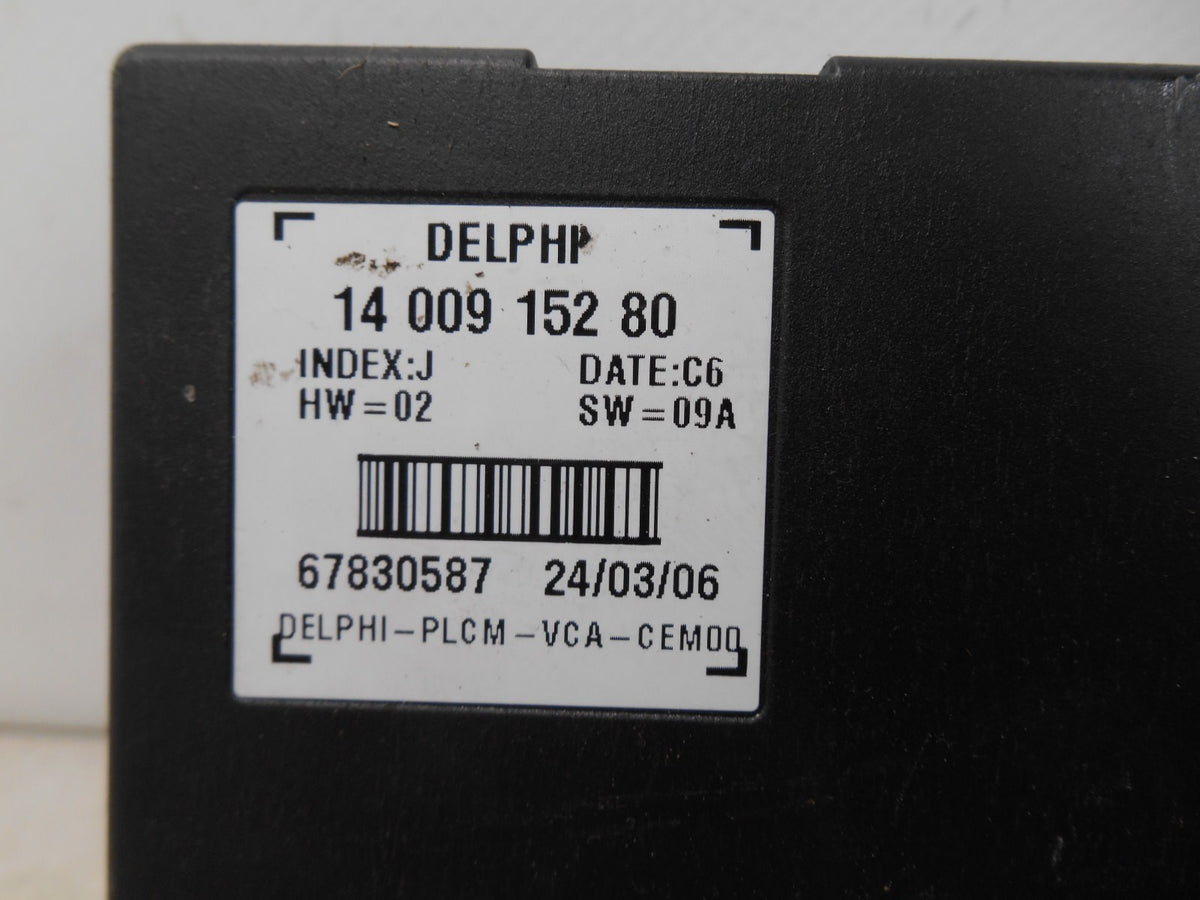 DELPHI
14 009 152 80
INDEX:J DATE:C6
HW=02 SW=09A
67830587 24/03/06
DELPHI-PLCM-VCA-CEM00